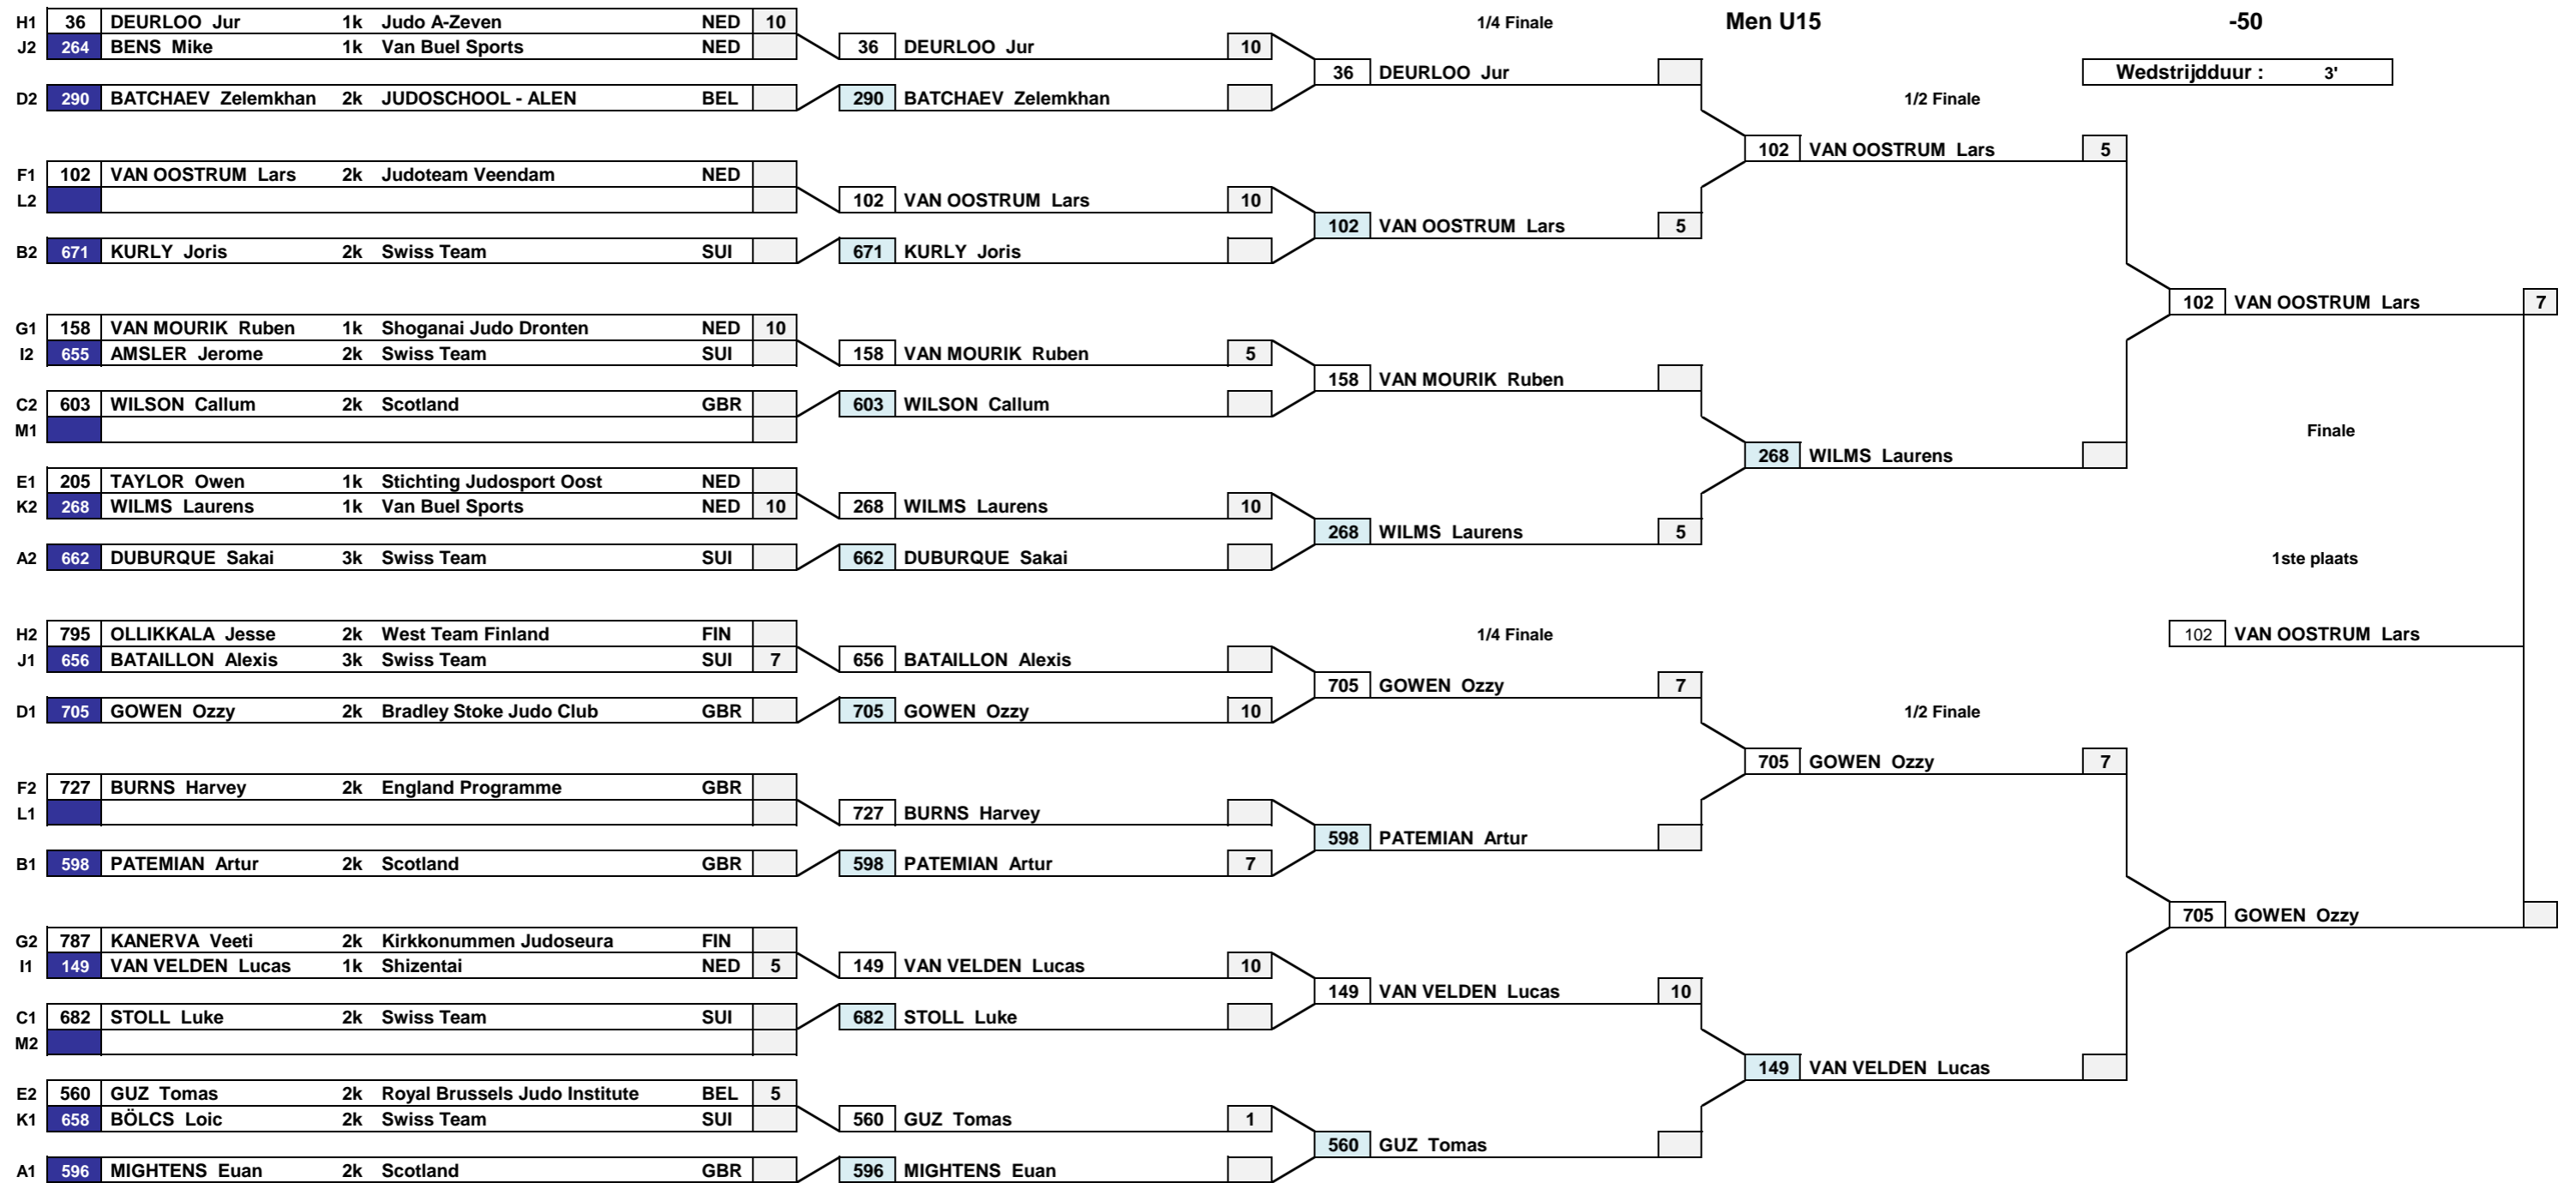 H1 36 DEURLOO Jur 1k Judo A-Zeven NED 10 1/4 Finale Men U15 -50
J2 264 BENS Mike 1k Van Buel Sports NED 36 DEURLOO Jur 10
36 DEURLOO Jur Wedstrijdduur : 3'
D2 290 BATCHAEV Zelemkhan 2k JUDOSCHOOL - ALEN BEL 290 BATCHAEV Zelemkhan 1/2 Finale
102 VAN OOSTRUM Lars 5
F1 102 VAN OOSTRUM Lars 2k Judoteam Veendam NED
L2 102 VAN OOSTRUM Lars 10
102 VAN OOSTRUM Lars 5
B2 671 KURLY Joris 2k Swiss Team SUI 671 KURLY Joris
102 VAN OOSTRUM Lars 7
G1 158 VAN MOURIK Ruben 1k Shoganai Judo Dronten NED 10
I2 655 AMSLER Jerome 2k Swiss Team SUI 158 VAN MOURIK Ruben 5
158 VAN MOURIK Ruben
C2 603 WILSON Callum 2k Scotland GBR 603 WILSON Callum
M1 Finale
268 WILMS Laurens
E1 205 TAYLOR Owen 1k Stichting Judosport Oost NED
K2 268 WILMS Laurens 1k Van Buel Sports NED 10 268 WILMS Laurens 10
268 WILMS Laurens 5
A2 662 DUBURQUE Sakai 3k Swiss Team SUI 662 DUBURQUE Sakai 1ste plaats
H2 795 OLLIKKALA Jesse 2k West Team Finland FIN 1/4 Finale 102 VAN OOSTRUM Lars
J1 656 BATAILLON Alexis 3k Swiss Team SUI 7 656 BATAILLON Alexis
705 GOWEN Ozzy 7
D1 705 GOWEN Ozzy 2k Bradley Stoke Judo Club GBR 705 GOWEN Ozzy 10 1/2 Finale
705 GOWEN Ozzy 7
F2 727 BURNS Harvey 2k England Programme GBR
L1 727 BURNS Harvey
598 PATEMIAN Artur
B1 598 PATEMIAN Artur 2k Scotland GBR 598 PATEMIAN Artur 7
705 GOWEN Ozzy
G2 787 KANERVA Veeti 2k Kirkkonummen Judoseura FIN
I1 149 VAN VELDEN Lucas 1k Shizentai NED 5 149 VAN VELDEN Lucas 10
149 VAN VELDEN Lucas 10
C1 682 STOLL Luke 2k Swiss Team SUI 682 STOLL Luke
M2
149 VAN VELDEN Lucas
E2 560 GUZ Tomas 2k Royal Brussels Judo Institute BEL 5
K1 658 BÖLCS Loic 2k Swiss Team SUI 560 GUZ Tomas 1
560 GUZ Tomas
A1 596 MIGHTENS Euan 2k Scotland GBR 596 MIGHTENS Euan